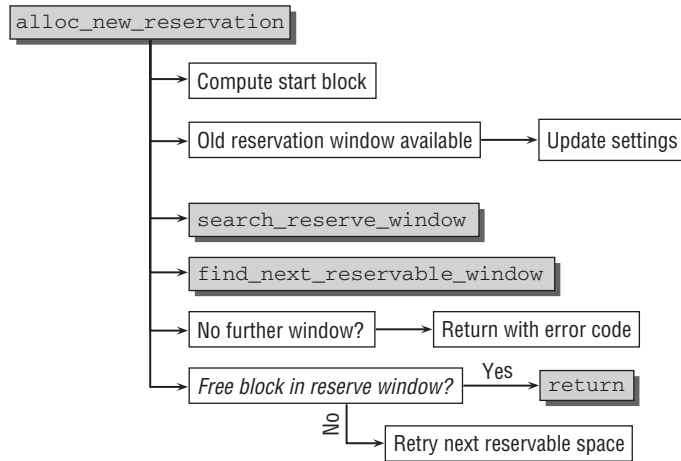 alloc_new_reservation
Compute start block
Old reservation window available
Update settings
search_reserve_window
find_next_reservable_window
No further window?
Return with error code
Free block in reserve window?
Yes
return
No
Retry next reservable space